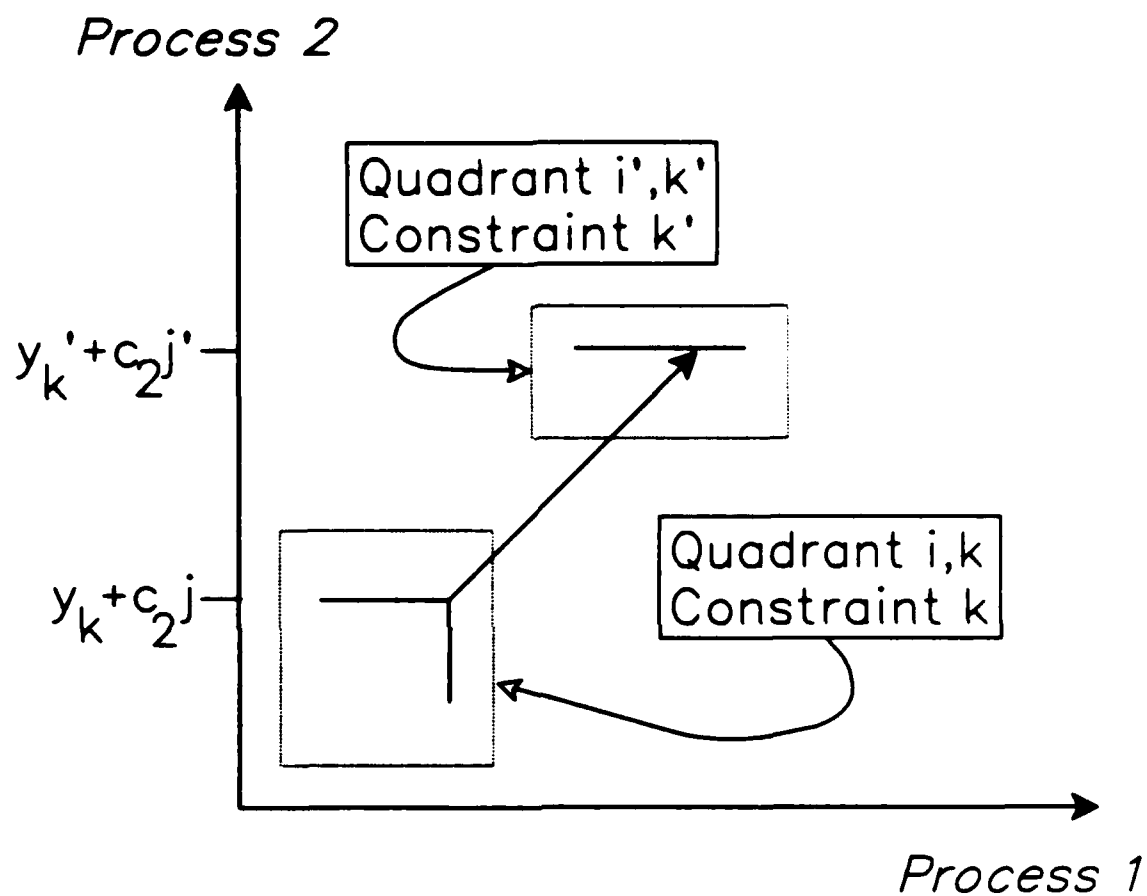 Process 2
Quadrant i',k'
Constraint k'
y_k'+c_2j'
Quadrant i,k
Constraint k
y_k+c_2j
Process 1